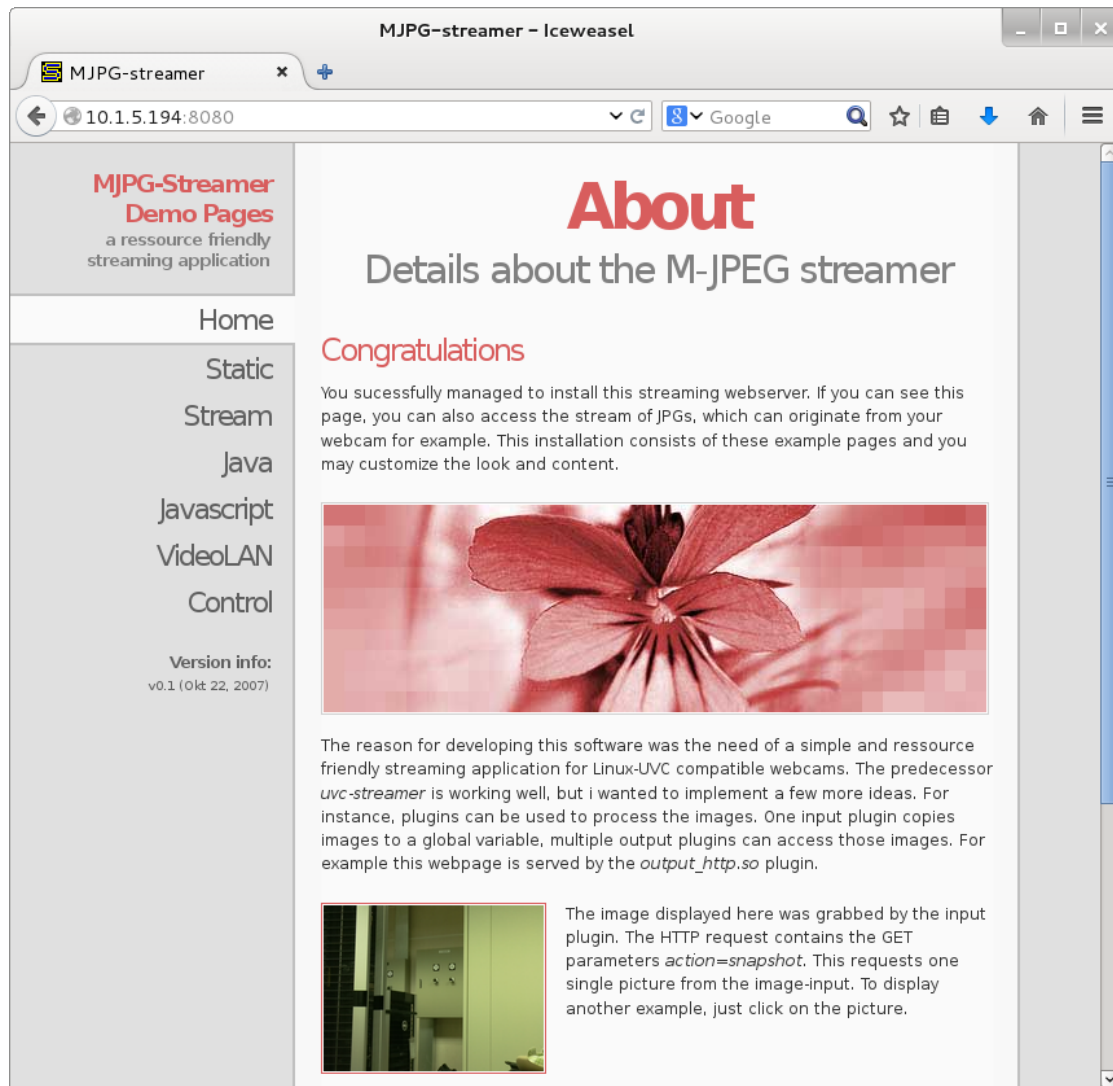 MJPG-streamer - Iceweasel
MJPG-streamer
10.1.5.194:8080
Google
MJPG-Streamer
Demo Pages
a ressource friendly
streaming application
Home
Static
Stream
Java
Javascript
VideoLAN
Control
Version info:
v0.1 (Okt 22, 2007)
About
Details about the M-JPEG streamer
Congratulations
You sucessfully managed to install this streaming webserver. If you can see this
page, you can also access the stream of JPGs, which can originate from your
webcam for example. This installation consists of these example pages and you
may customize the look and content.
The reason for developing this software was the need of a simple and ressource
friendly streaming application for Linux-UVC compatible webcams. The predecessor
uvc-streamer is working well, but i wanted to implement a few more ideas. For
instance, plugins can be used to process the images. One input plugin copies
images to a global variable, multiple output plugins can access those images. For
example this webpage is served by the output_http.so plugin.
The image displayed here was grabbed by the input
plugin. The HTTP request contains the GET
parameters action=snapshot. This requests one
single picture from the image-input. To display
another example, just click on the picture.